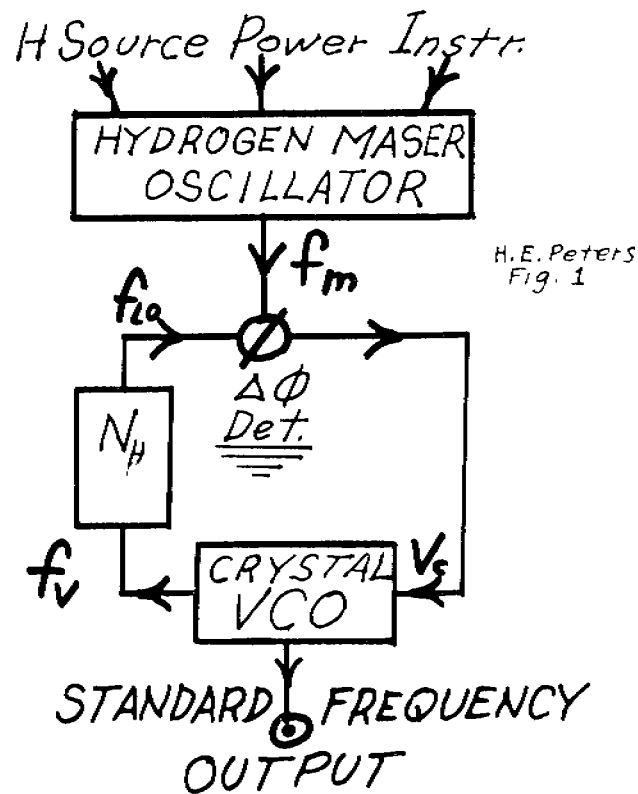 H Source Power Instr.
HYDROGEN MASER
OSCILLATOR
fm
H.E. Peters
Fig. 1
fLo
Δϕ
Det.
NH
fv
Vc
CRYSTAL
VCO
STANDARD FREQUENCY
OUTPUT